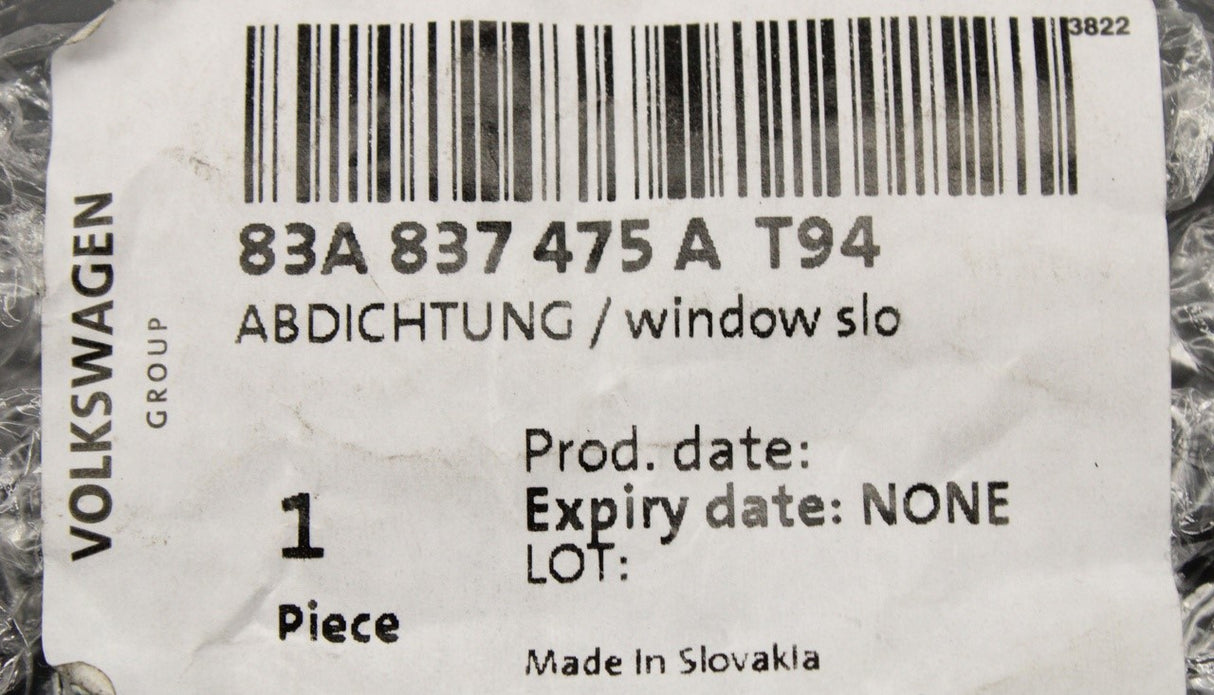 3822
83A 837 475 A T94
ABDICHTUNG / window slo
VOLKSWAGEN
GROUP
Prod. date:
Expiry date: NONE
LOT:
1
Piece
Made In Slovakia